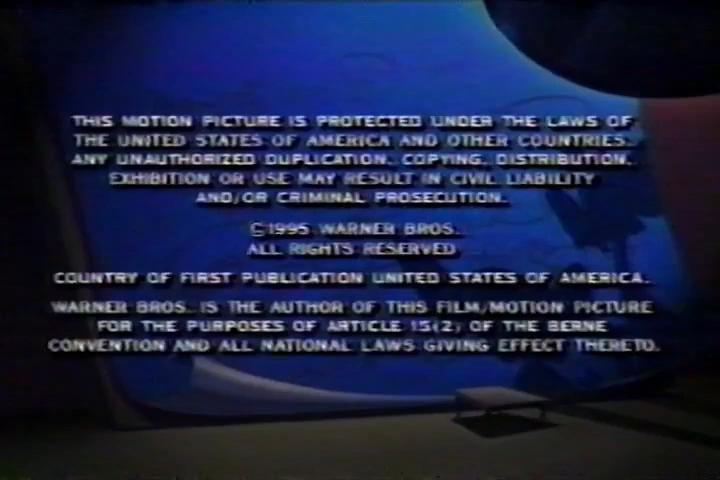 THIS MOTION PICTURE IS PROTECTED UNDER THE LAWS OF
THE UNITED STATES OF AMERICA AND OTHER COUNTRIES.
ANY UNAUTHORIZED DUPLICATION, COPYING, DISTRIBUTION,
EXHIBITION OR USE MAY RESULT IN CIVIL LIABILITY
AND/OR CRIMINAL PROSECUTION.
©1995 WARNER BROS.
ALL RIGHTS RESERVED
COUNTRY OF FIRST PUBLICATION UNITED STATES OF AMERICA.
WARNER BROS. IS THE AUTHOR OF THIS FILM/MOTION PICTURE
FOR THE PURPOSES OF ARTICLE 15(2) OF THE BERNE
CONVENTION AND ALL NATIONAL LAWS GIVING EFFECT THERETO.